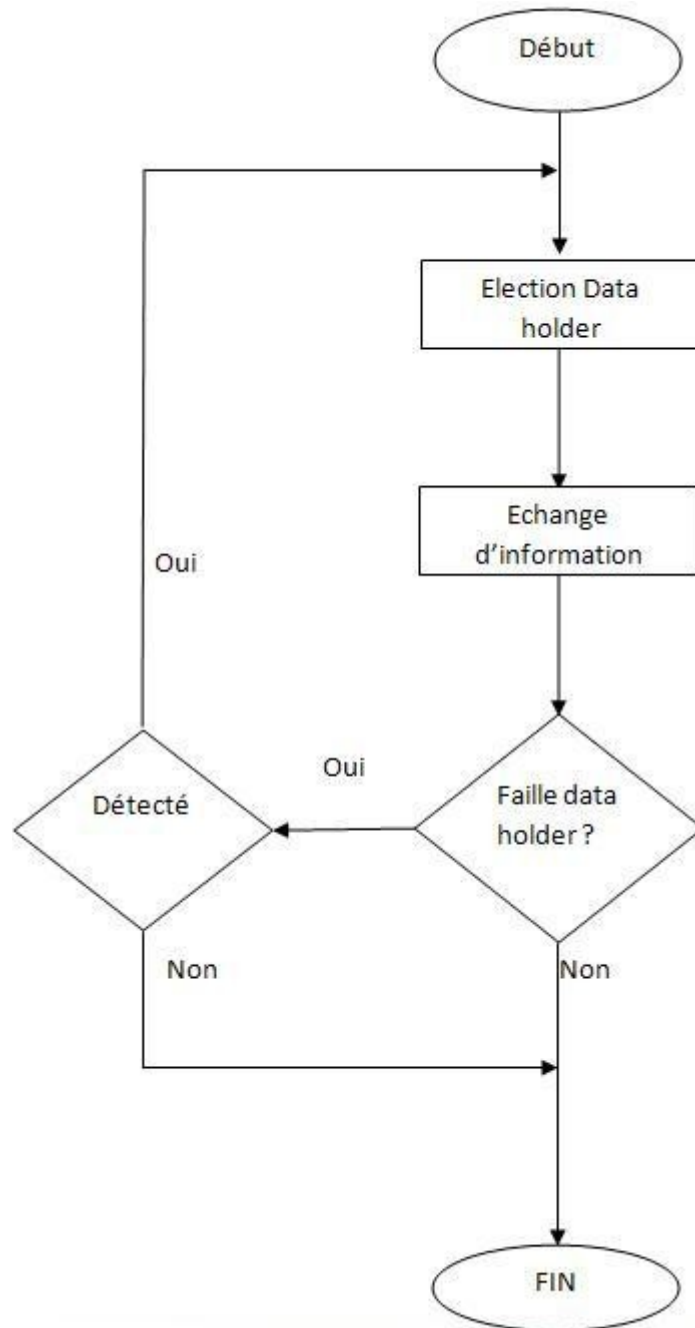 Début
Election Data
holder
Echange
d'information
Oui
Oui
Faille data
holder ?
Détecté
Non
Non
FIN